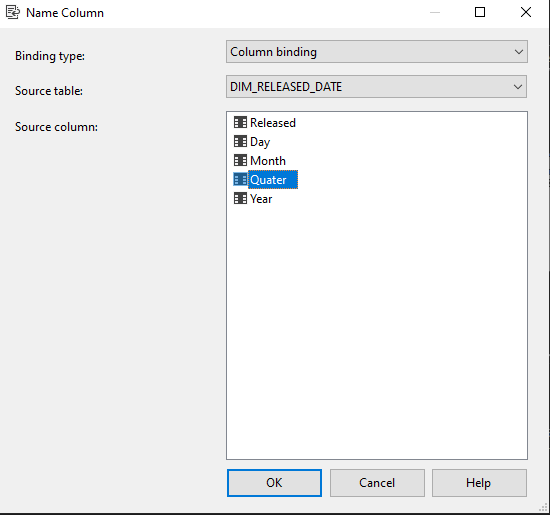 Name Column
Binding type:
Column binding
Source table:
DIM_RELEASED_DATE
Source column:
Released
Day
Month
Quater
Year
OK
Cancel
Help